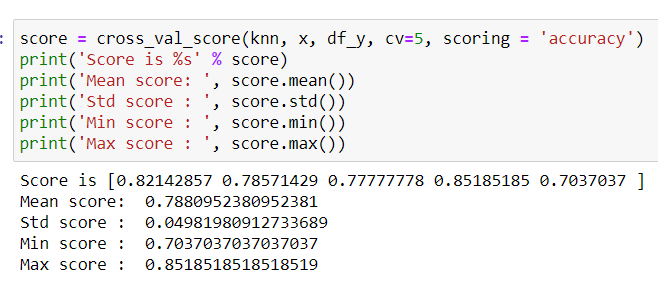 : score = cross_val_score(knn, x, df_y, cv=5, scoring = 'accuracy')
print('Score is %s' % score)
print('Mean score: ', score.mean())
print('Std score : ', score.std())
print('Min score : ', score.min())
print('Max score : ', score.max())
Score is [0.82142857 0.78571429 0.77777778 0.85185185 0.7037037 ]
Mean score:  0.7880952380952381
Std score :  0.04981980912733689
Min score :  0.7037037037037037
Max score :  0.8518518518518519